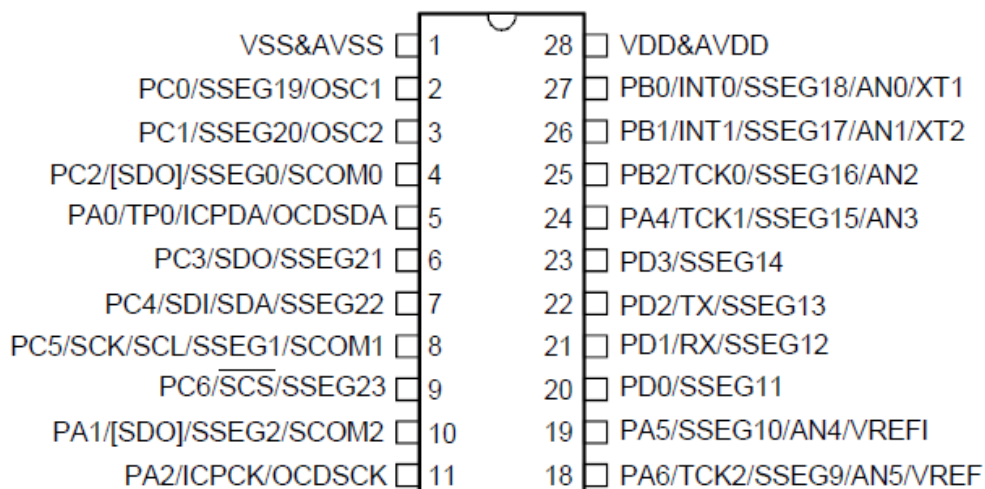 VSS&AVSS 1 28 VDD&AVDD
PC0/SSEG19/OSC1 2 27 PB0/INT0/SSEG18/AN0/XT1
PC1/SSEG20/OSC2 3 26 PB1/INT1/SSEG17/AN1/XT2
PC2/[SDO]/SSEG0/SCOM0 4 25 PB2/TCK0/SSEG16/AN2
PA0/TP0/ICPDA/OCDSDA 5 24 PA4/TCK1/SSEG15/AN3
PC3/SDO/SSEG21 6 23 PD3/SSEG14
PC4/SDI/SDA/SSEG22 7 22 PD2/TX/SSEG13
PC5/SCK/SCL/SSEG1/SCOM1 8 21 PD1/RX/SSEG12
PC6/SCS/SSEG23 9 20 PD0/SSEG11
PA1/[SDO]/SSEG2/SCOM2 10 19 PA5/SSEG10/AN4/VREFI
PA2/ICPCK/OCDSCK 11 18 PA6/TCK2/SSEG9/AN5/VREF